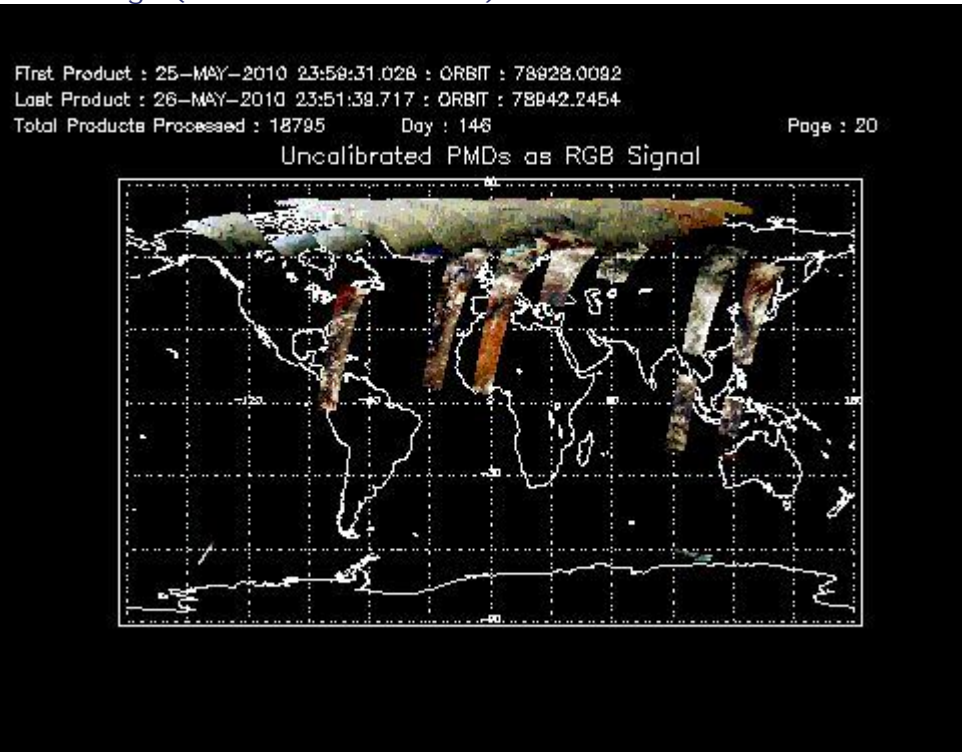 First Product : 25-MAY-2010 23:59:31.028 : ORBIT : 78928.0092
Last Product : 26-MAY-2010 23:51:39.717 : ORBIT : 78942.2454
Total Products Processed : 18795 Day : 146 Page : 20
Uncalibrated PMDs as RGB Signal